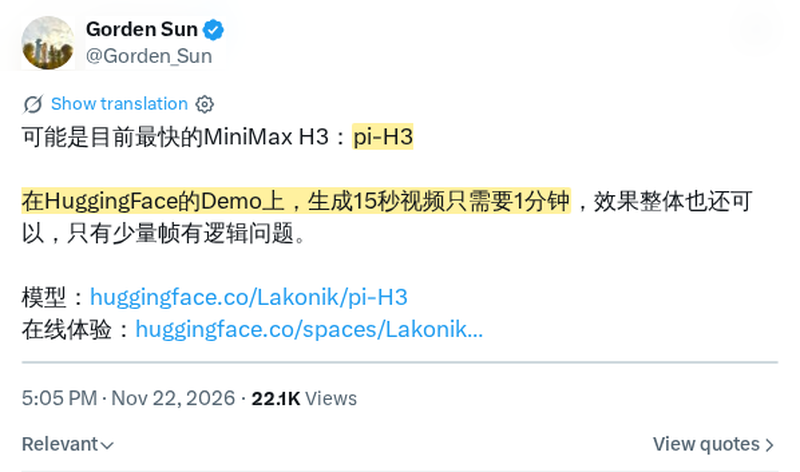 Gorden Sun
@Gorden_Sun
Show translation
可能是目前最快的MiniMax H3：pi-H3
在HuggingFace的Demo上，生成15秒视频只需要1分钟，效果整体也还可
以，只有少量帧有逻辑问题。
模型：huggingface.co/Lakonik/pi-H3
在线体验：huggingface.co/spaces/Lakonik...
5:05 PM · Nov 22, 2026 · 22.1K Views
Relevant
View quotes